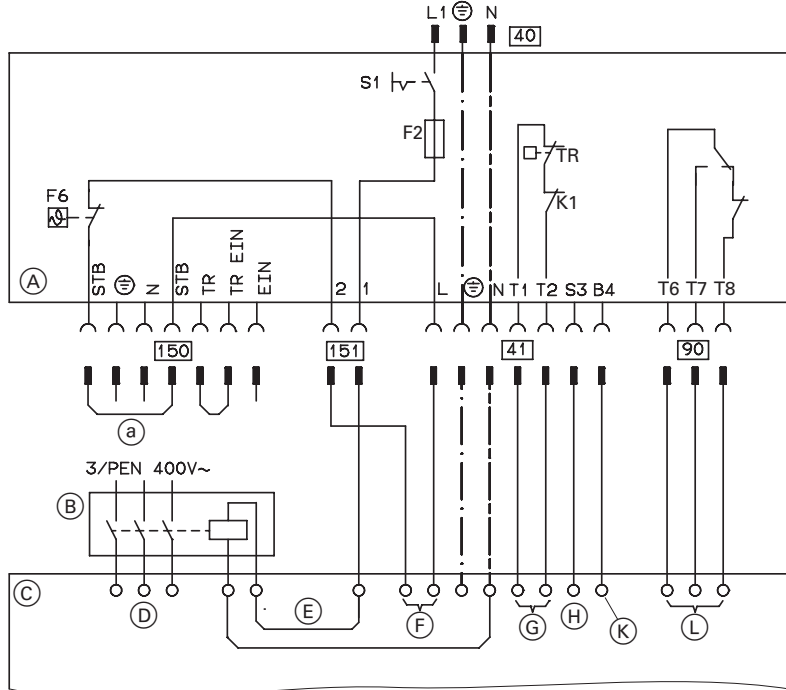 L1 N 40
S1
F2
TR
K1
F6
A
STB N STB TR TR EIN EIN 2 1 L N T1 T2 S3 B4 T6 T7 T8
150 151 41 90
a
3/PEN 400V~
B
C
D E F G H K L